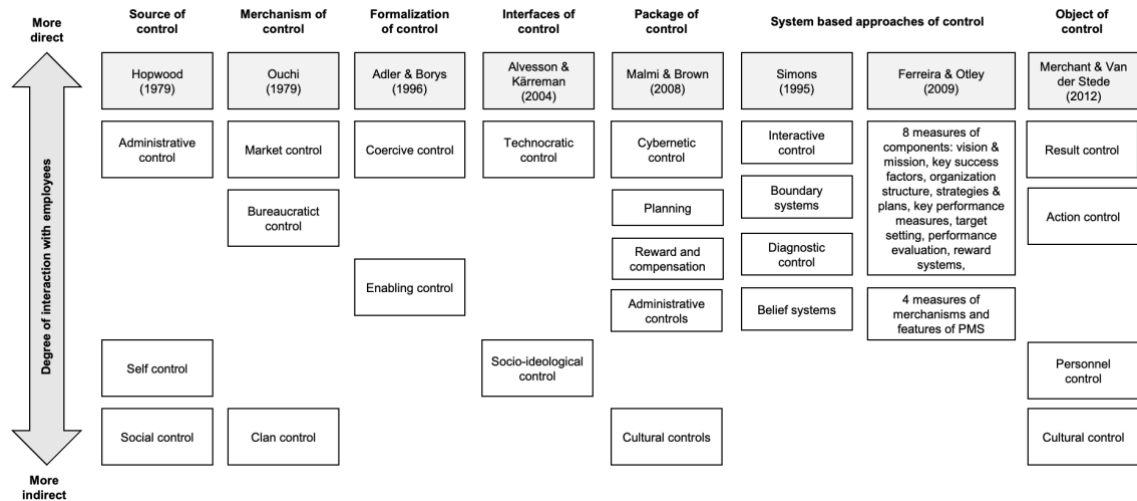 More
direct
Source of
control
Mechanism of
control
Formalization
of control
Interfaces of
control
Package of
control
System based approaches of control
Object of
control
Hopwood
(1979)
Ouchi
(1979)
Adler & Borys
(1996)
Alvesson &
Kärreman
(2004)
Malmi & Brown
(2008)
Simons
(1995)
Ferreira & Otley
(2009)
Merchant & Van
der Stede
(2012)
Degree of interaction with employees
Administrative
control
Market control
Coercive control
Technocratic
control
Cybernetic
control
Interactive
control
8 measures of
components: vision &
mission, key success
factors, organization
structure, strategies &
plans, key performance
measures, target
setting, performance
evaluation, reward
systems,
Result control
Bureaucratict
control
Planning
Boundary
systems
Action control
Enabling control
Reward and
compensation
Diagnostic
control
Administrative
controls
Belief systems
4 measures of
mechanisms and
features of PMS
Self control
Socio-ideological
control
Personnel
control
Social control
Clan control
Cultural controls
Cultural control
More
indirect